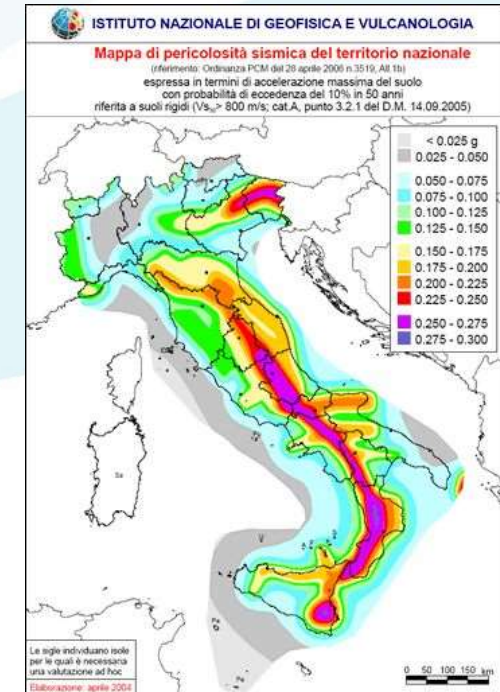 ISTITUTO NAZIONALE DI GEOFISICA E VULCANOLOGIA
Mappa di pericolosità sismica del territorio nazionale
(riferimento: Ordinanza PCM del 28 aprile 2006 n.3519, All.1b)
espressa in termini di accelerazione massima del suolo
con probabilità di eccedenza del 10% in 50 anni
riferita a suoli rigidi (Vs₃₀> 800 m/s; cat.A, punto 3.2.1 del D.M. 14.09.2005)
< 0.025 g
0.025 - 0.050
0.050 - 0.075
0.075 - 0.100
0.100 - 0.125
0.125 - 0.150
0.150 - 0.175
0.175 - 0.200
0.200 - 0.225
0.225 - 0.250
0.250 - 0.275
0.275 - 0.300
Le sigle individuano isole
per le quali è necessaria
una valutazione ad hoc
Elaborazione: aprile 2004
0 50 100 150 km